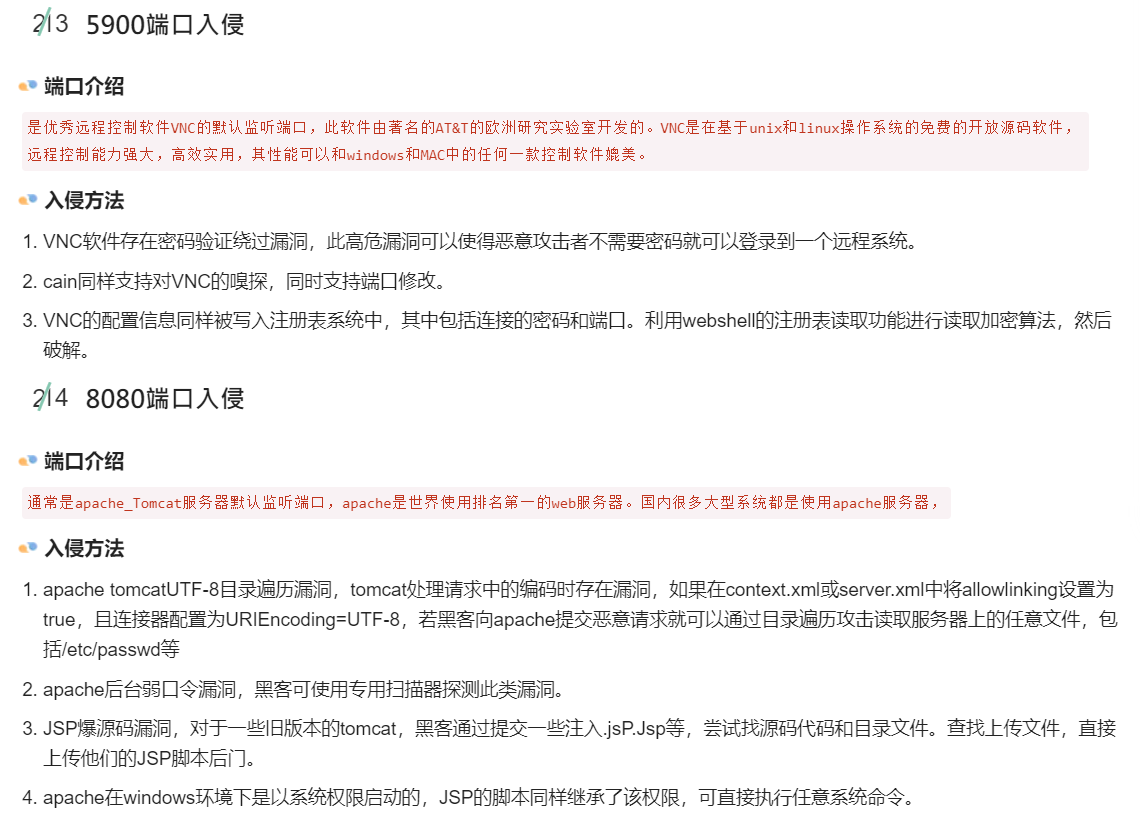 2/13 5900端口入侵
端口介绍
是优秀远程控制软件VNC的默认监听端口，此软件由著名的AT&T的欧洲研究实验室开发的。VNC是在基于unix和linux操作系统的免费的开放源码软件，
远程控制能力强大，高效实用，其性能可以和windows和MAC中的任何一款控制软件媲美。
入侵方法
1. VNC软件存在密码验证绕过漏洞，此高危漏洞可以使得恶意攻击者不需要密码就可以登录到一个远程系统。
2. cain同样支持对VNC的嗅探，同时支持端口修改。
3. VNC的配置信息同样被写入注册表系统中，其中包括连接的密码和端口。利用webshell的注册表读取功能进行读取加密算法，然后
破解。
2/14 8080端口入侵
端口介绍
通常是apache_Tomcat服务器默认监听端口，apache是世界使用排名第一的web服务器。国内很多大型系统都是使用apache服务器，
入侵方法
1. apache tomcatUTF-8目录遍历漏洞，tomcat处理请求中的编码时存在漏洞，如果在context.xml或server.xml中将allowlinking设置为
true，且连接器配置为URIEncoding=UTF-8，若黑客向apache提交恶意请求就可以通过目录遍历攻击读取服务器上的任意文件，包
括/etc/passwd等
2. apache后台弱口令漏洞，黑客可使用专用扫描器探测此类漏洞。
3. JSP爆源码漏洞，对于一些旧版本的tomcat，黑客通过提交一些注入.jsP.Jsp等，尝试找源码代码和目录文件。查找上传文件，直接
上传他们的JSP脚本后门。
4. apache在windows环境下是以系统权限启动的，JSP的脚本同样继承了该权限，可直接执行任意系统命令。